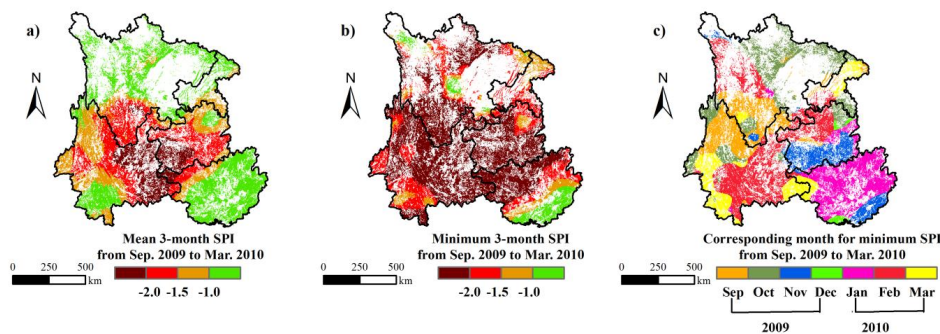 a)
N
Mean 3-month SPI
from Sep. 2009 to Mar. 2010
0 250 500
km
-2.0 -1.5 -1.0
b)
N
Minimum 3-month SPI
from Sep. 2009 to Mar. 2010
0 250 500
km
-2.0 -1.5 -1.0
c)
N
Corresponding month for minimum SPI
from Sep. 2009 to Mar. 2010
0 250 500
km
Sep Oct Nov Dec Jan Feb Mar
2009 2010